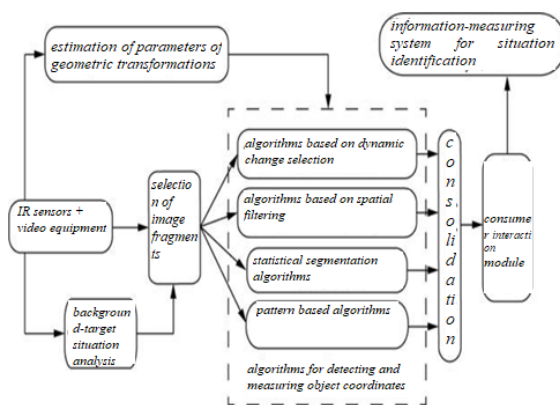 estimation of parameters of
geometric transformations
information-measuring
system for situation
identification
algorithms based on dynamic
change selection
algorithms based on spatial
filtering
statistical segmentation
algorithms
pattern based algorithms
algorithms for detecting and
measuring object coordinates
IR sensors +
video equipment
selectio
n of
image
fragme
nts
backgroun
d-target
situation
analysis
c
o
n
s
o
l
i
d
a
t
i
o
n
consume
r interacti
on
module